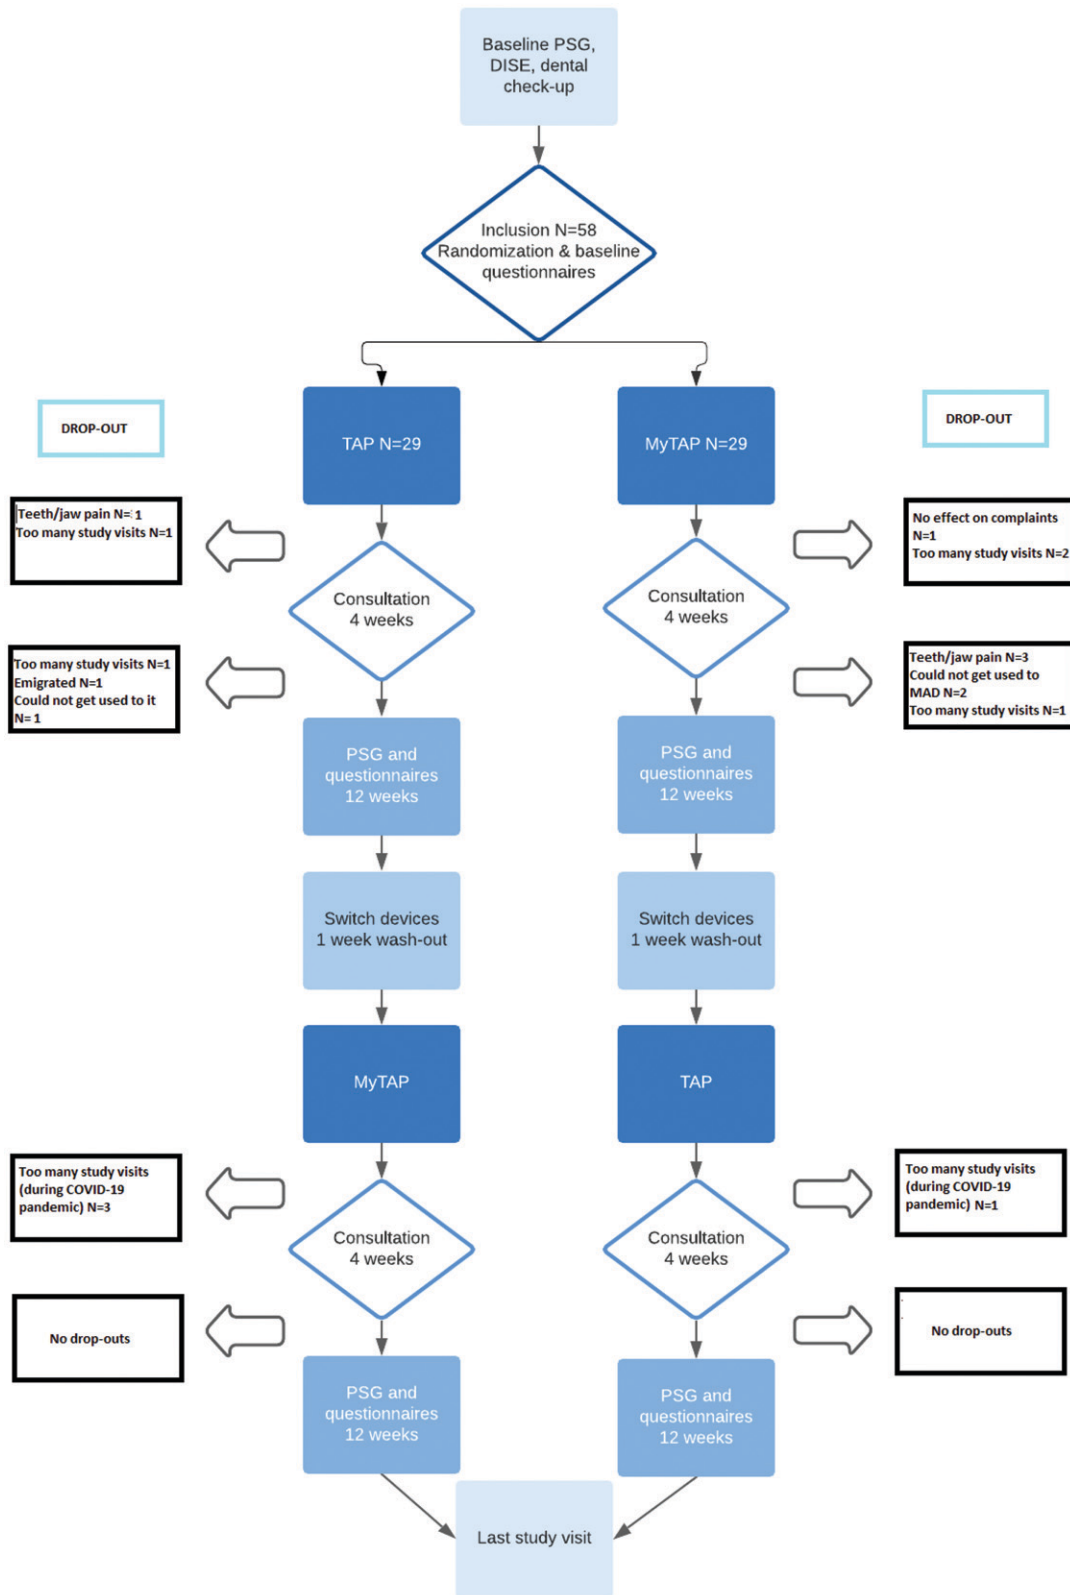 Baseline PSG,
DISE, dental
check-up
Inclusion N=58
Randomization & baseline
questionnaires
DROP-OUT
TAP N=29
MyTAP N=29
DROP-OUT
Teeth/jaw pain N=1
Too many study visits N=1
No effect on complaints
N=1
Too many study visits N=2
Consultation
4 weeks
Consultation
4 weeks
Too many study visits N=1
Emigrated N=1
Could not get used to it
N=1
Teeth/jaw pain N=3
Could not get used to
MAD N=2
Too many study visits N=1
PSG and
questionnaires
12 weeks
PSG and
questionnaires
12 weeks
Switch devices
1 week wash-out
Switch devices
1 week wash-out
MyTAP
TAP
Too many study visits
(during COVID-19
pandemic) N=3
Too many study visits
(during COVID-19
pandemic)
N=1
Consultation
4 weeks
Consultation
4 weeks
No drop-outs
No drop-outs
PSG and
questionnaires
12 weeks
PSG and
questionnaires
12 weeks
Last study visit